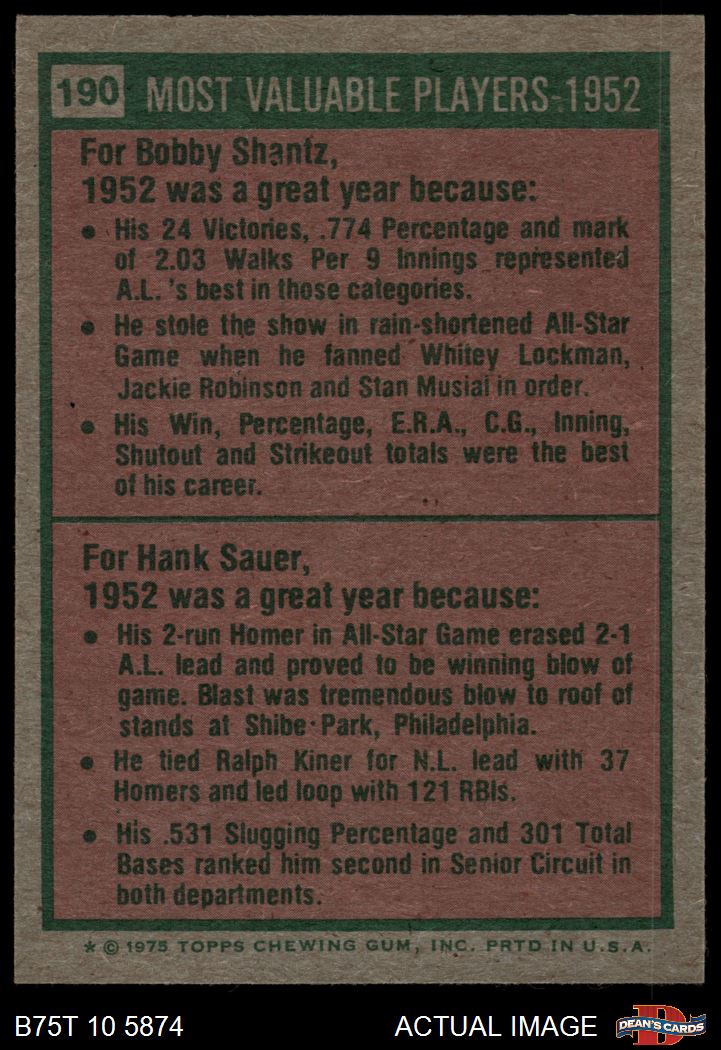 190 MOST VALUABLE PLAYERS-1952
For Bobby Shantz,
1952 was a great year because:
• His 24 Victories, .774 Percentage and mark
of 2.03 Walks Per 9 Innings represented
A.L. 's best in those categories.
• He stole the show in rain-shortened All-Star
Game when he fanned Whitey Lockman,
Jackie Robinson and Stan Musial in order.
• His Win, Percentage, E.R.A., C.G., Inning,
Shutout and Strikeout totals were the best
of his career.
For Hank Sauer,
1952 was a great year because:
• His 2-run Homer in All-Star Game erased 2-1
A.L. lead and proved to be winning blow of
game. Blast was tremendous blow to roof of
stands at Shibe Park, Philadelphia.
• He tied Ralph Kiner for N.L. lead with 37
Homers and led loop with 121 RBIs.
• His .531 Slugging Percentage and 301 Total
Bases ranked him second in Senior Circuit in
both departments.
* © 1975 TOPPS CHEWING GUM, INC. PRTD IN U.S.A.
B75T 10 5874 ACTUAL IMAGE D DEAN'S CARDS